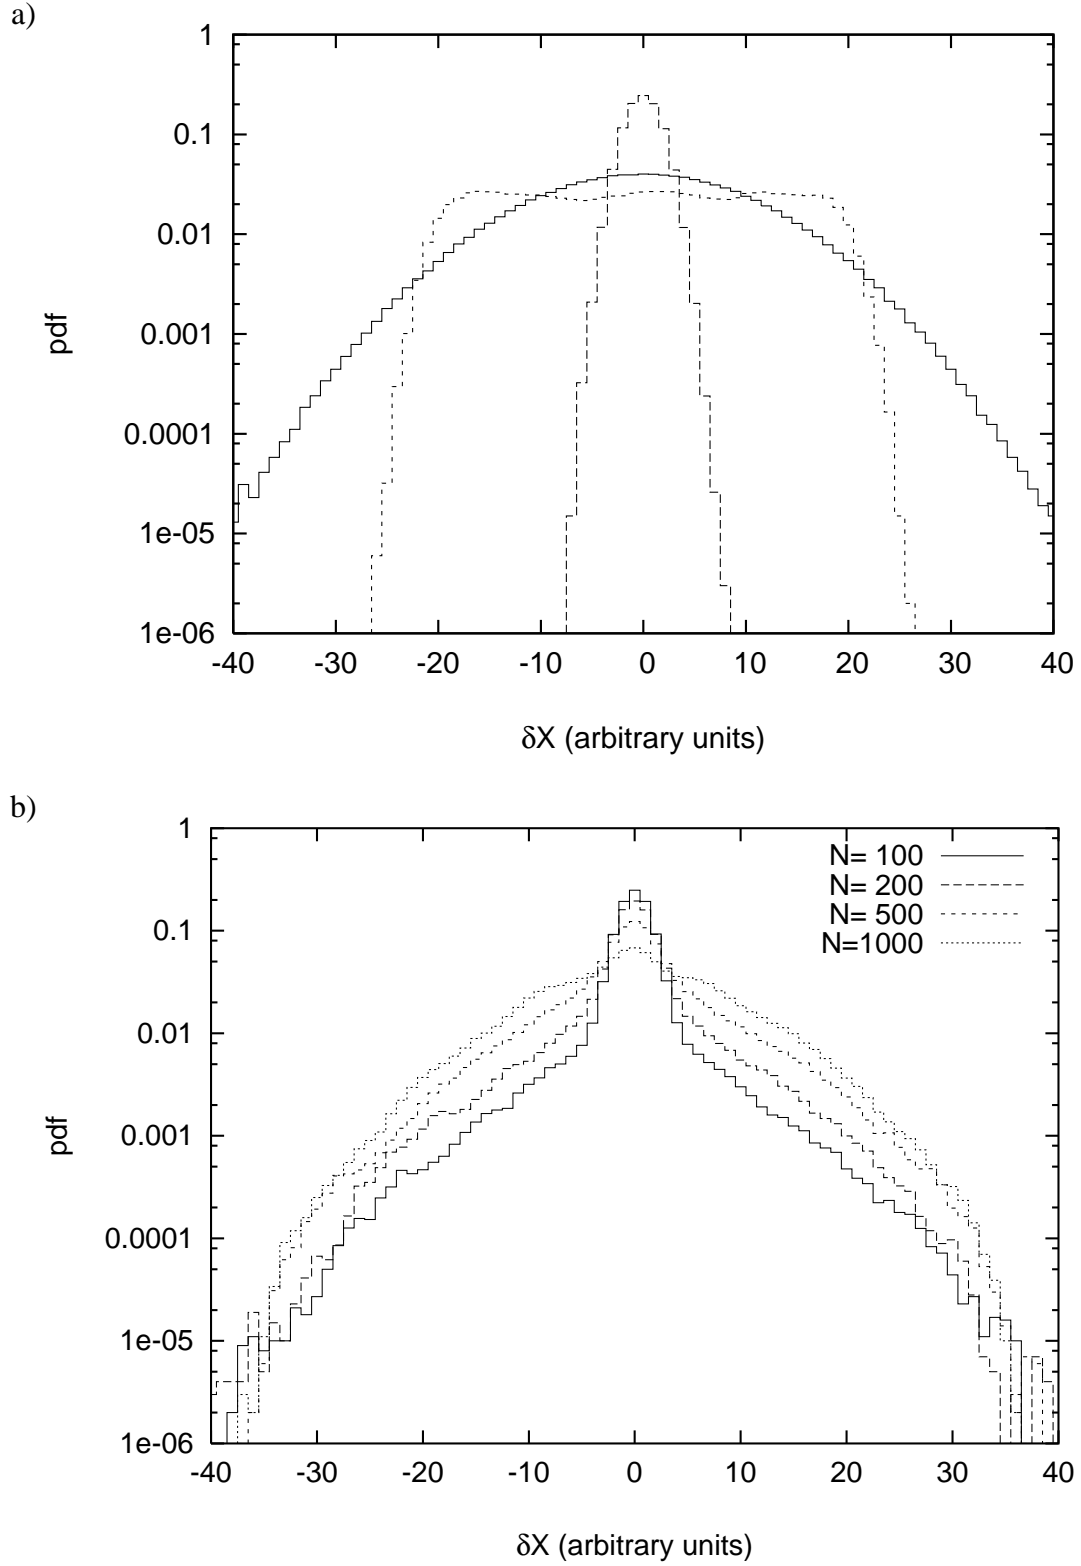 a)
1
0.1
0.01
0.001
0.0001
1e-05
1e-06
pdf
-40 -30 -20 -10 0 10 20 30 40
δX (arbitrary units)
b)
N= 100
N= 200
N= 500
N=1000
1
0.1
0.01
0.001
0.0001
1e-05
1e-06
pdf
-40 -30 -20 -10 0 10 20 30 40
δX (arbitrary units)